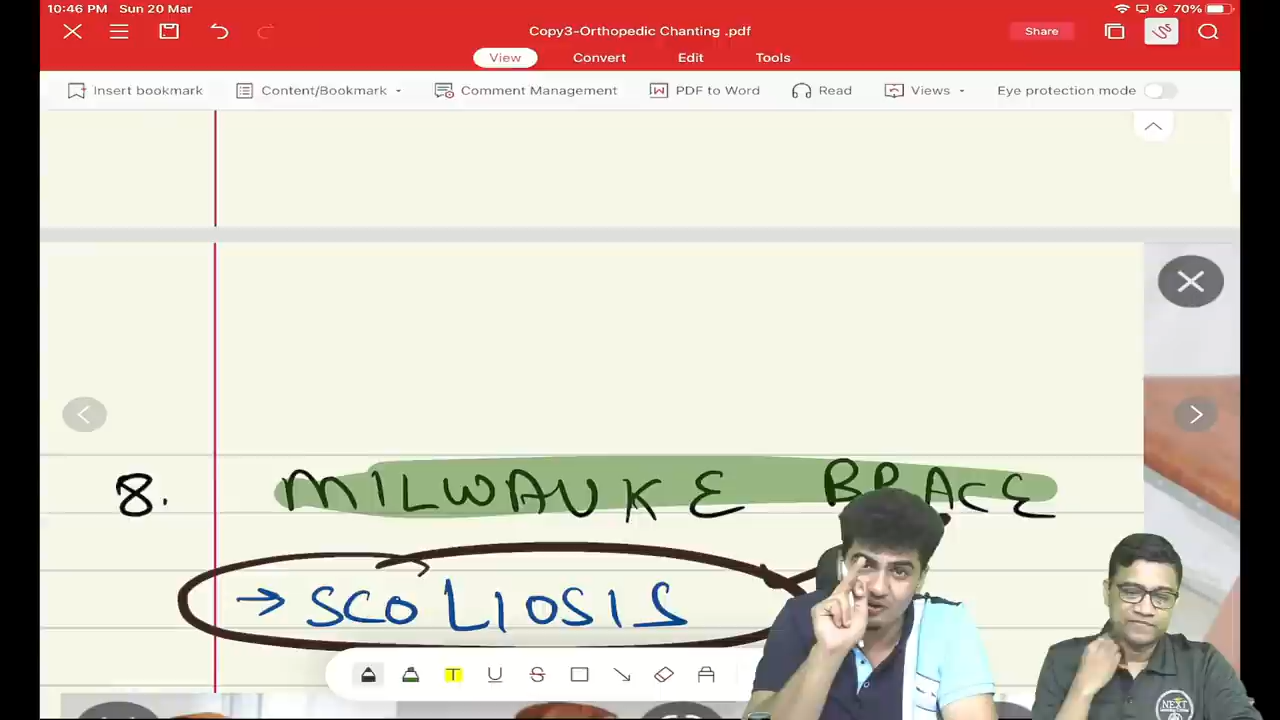 10:46 PM Sun 20 Mar 70%
Copy3-Orthopedic Chanting .pdf
Share
View Convert Edit Tools
Insert bookmark Content/Bookmark Comment Management PDF to Word Read Views Eye protection mode
8. MILWAUKE BRACE
→ SCOLIOSIS
T U S
NEXT